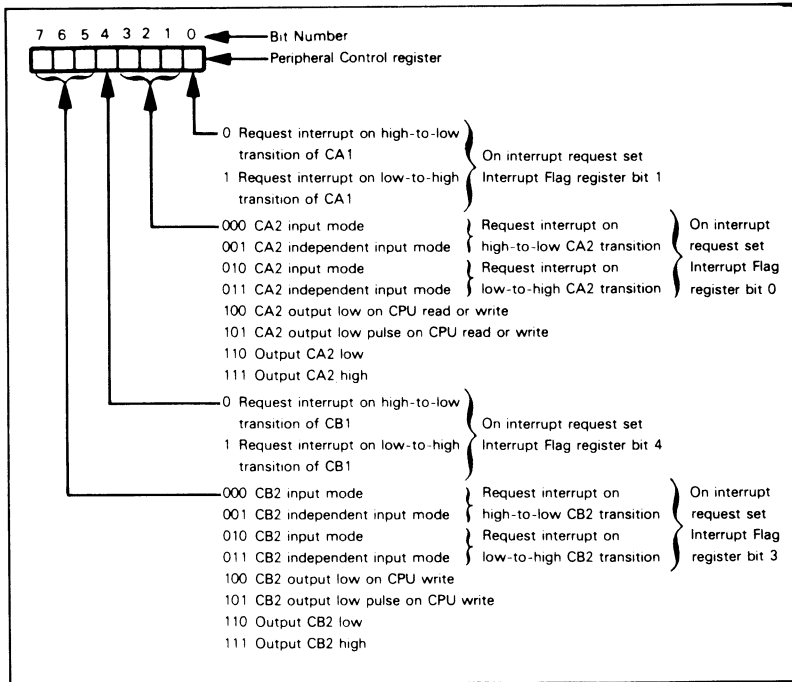 7 6 5 4 3 2 1 0 Bit Number
Peripheral Control register
0 Request interrupt on high-to-low
transition of CA1
1 Request interrupt on low-to-high
transition of CA1
On interrupt request set
Interrupt Flag register bit 1
000 CA2 input mode
001 CA2 independent input mode
010 CA2 input mode
011 CA2 independent input mode
Request interrupt on
high-to-low CA2 transition
Request interrupt on
low-to-high CA2 transition
On interrupt
request set
Interrupt Flag
register bit 0
100 CA2 output low on CPU read or write
101 CA2 output low pulse on CPU read or write
110 Output CA2 low
111 Output CA2 high
0 Request interrupt on high-to-low
transition of CB1
1 Request interrupt on low-to-high
transition of CB1
On interrupt request set
Interrupt Flag register bit 4
000 CB2 input mode
001 CB2 independent input mode
010 CB2 input mode
011 CB2 independent input mode
Request interrupt on
high-to-low CB2 transition
Request interrupt on
low-to-high CB2 transition
On interrupt
request set
Interrupt Flag
register bit 3
100 CB2 output low on CPU write
101 CB2 output low pulse on CPU write
110 Output CB2 low
111 Output CB2 high